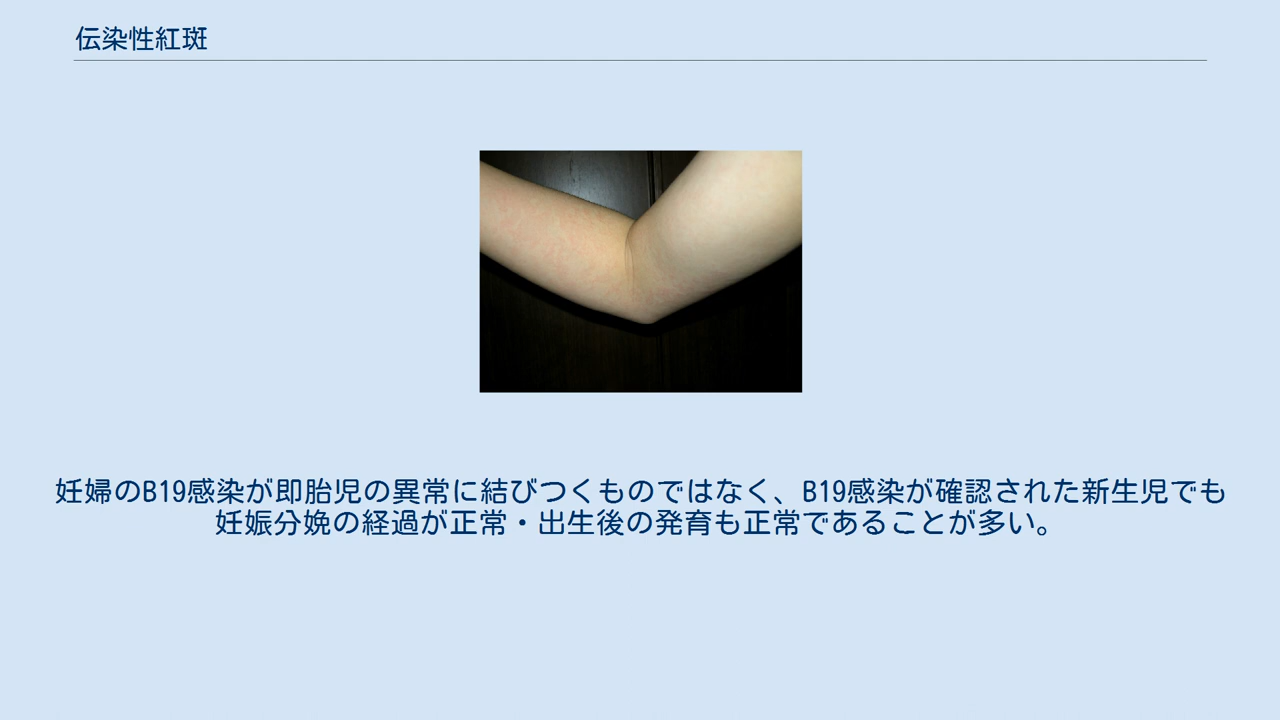 伝染性紅斑
妊婦のB19感染が即胎児の異常に結びつくものではなく、B19感染が確認された新生児でも
妊娠分娩の経過が正常・出生後の発育も正常であることが多い。